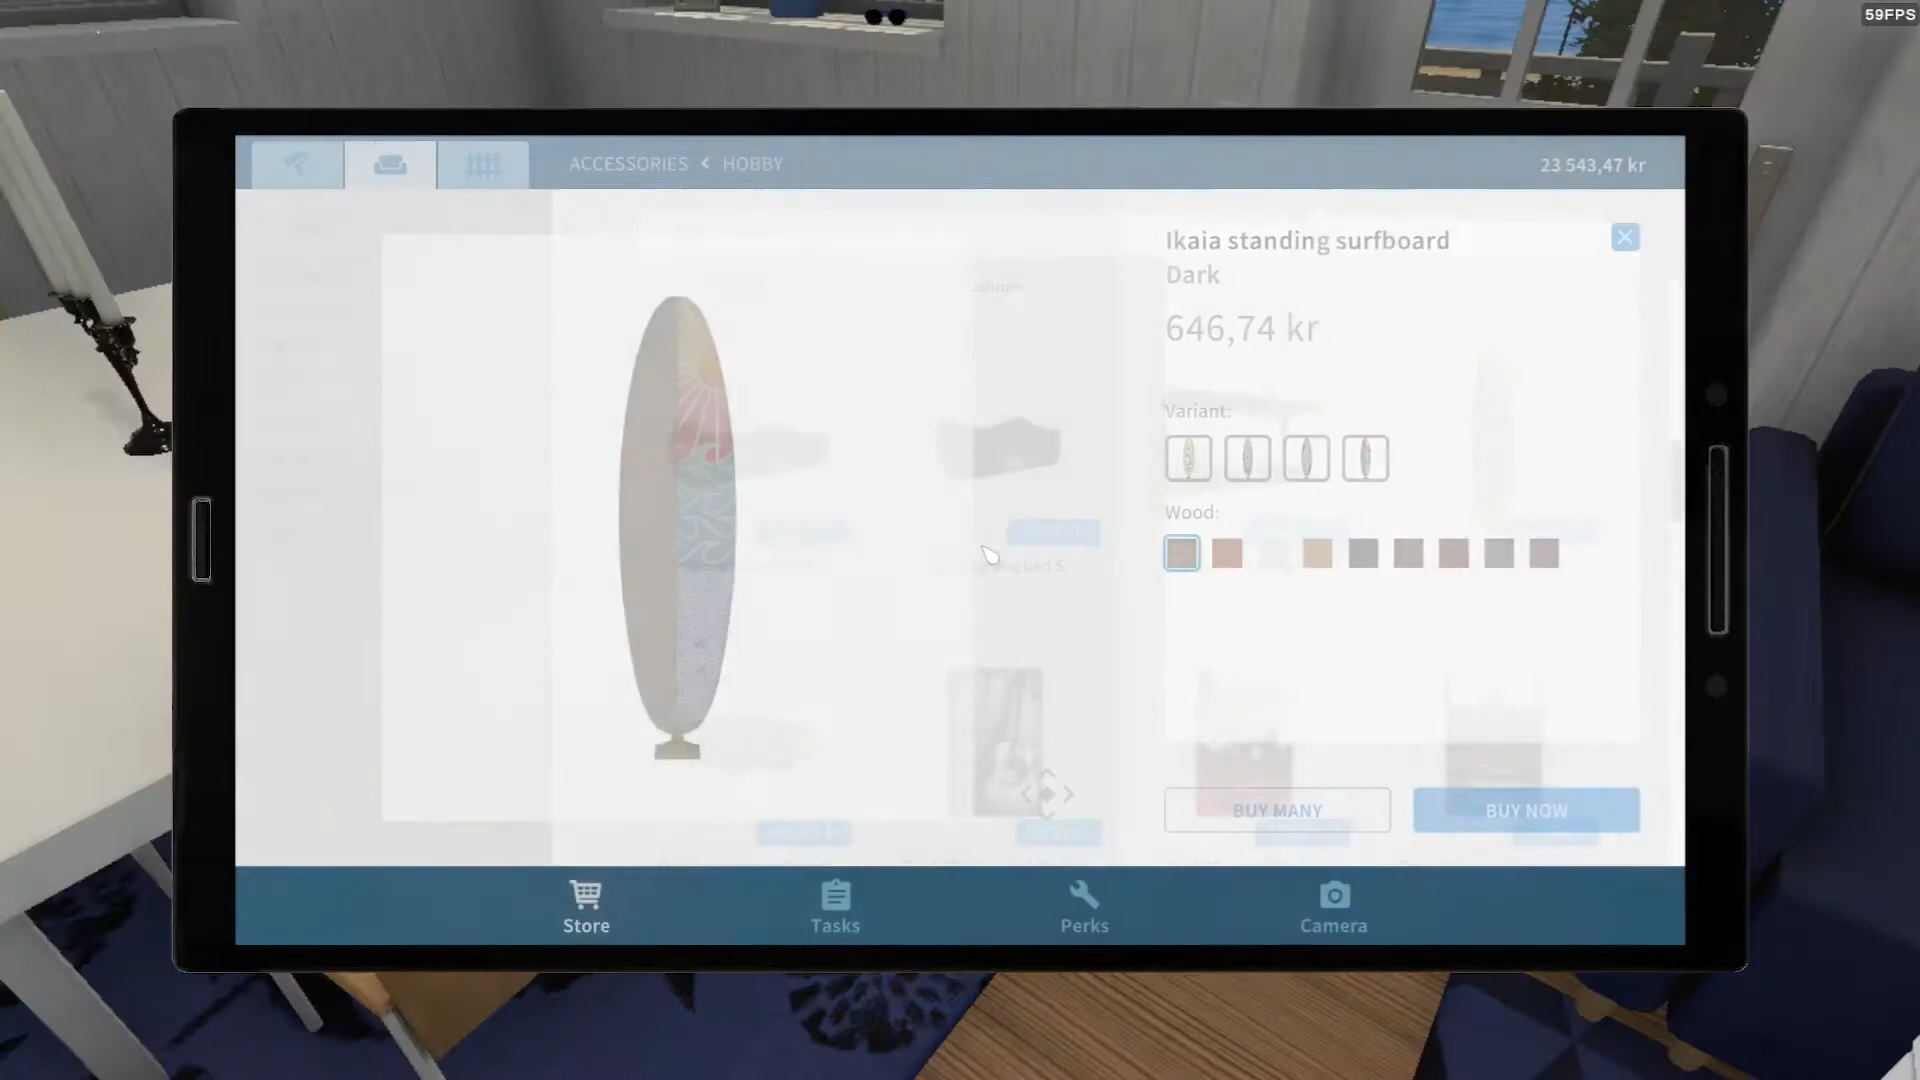 59FPS
ACCESSORIES < HOBBY
23 543,47 kr
Ikaia standing surfboard
Dark
646,74 kr
Variant:
Wood:
bed S
BUY MANY
BUY NOW
Store
Tasks
Perks
Camera